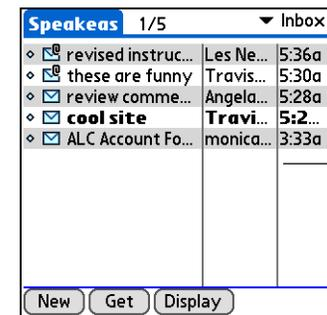 Speakeas 1/5 Inbox
revised instruc... Les Ne... 5:36a
these are funny Travis... 5:30a
review comme... Angela... 5:28a
cool site Travi... 5:2...
ALC Account Fo... monica... 3:33a
New Get Display